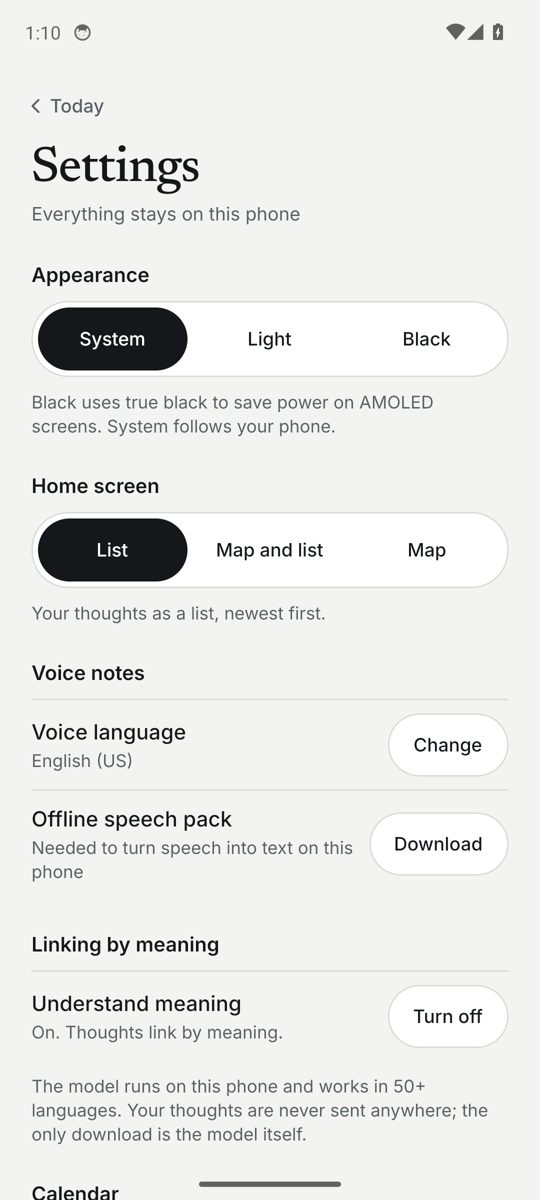 1:10
Today
Settings
Everything stays on this phone
Appearance
System
Light
Black
Black uses true black to save power on AMOLED
screens. System follows your phone.
Home screen
List
Map and list
Map
Your thoughts as a list, newest first.
Voice notes
Voice language
English (US)
Change
Offline speech pack
Needed to turn speech into text on this
phone
Download
Linking by meaning
Understand meaning
On. Thoughts link by meaning.
Turn off
The model runs on this phone and works in 50+
languages. Your thoughts are never sent anywhere; the
only download is the model itself.
Calendar